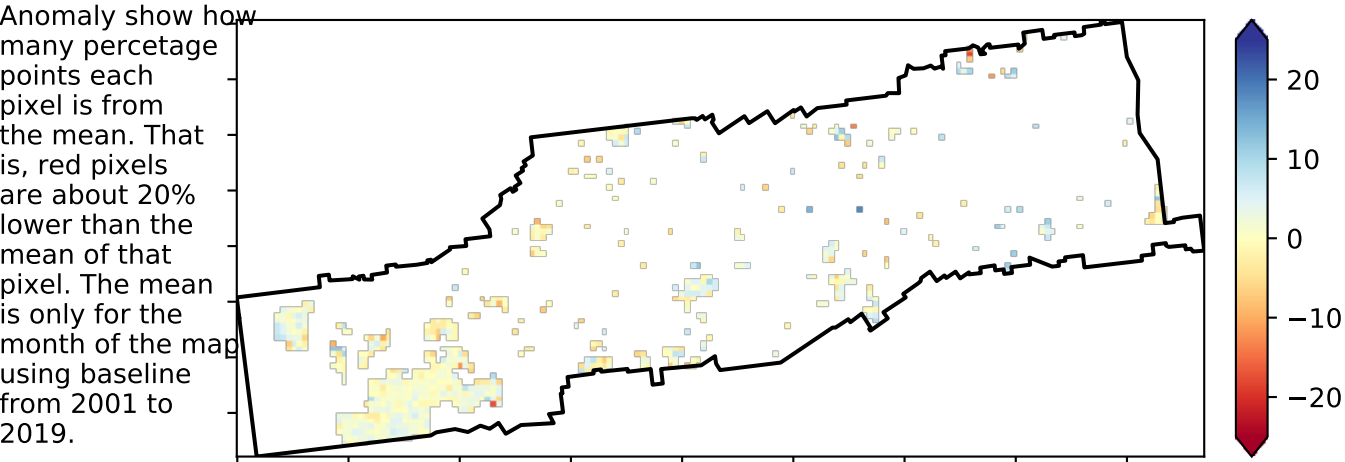 Anomaly show how
many percetage
points each
pixel is from
the mean. That
is, red pixels
are about 20%
lower than the
mean of that
pixel. The mean
is only for the
month of the map
using baseline
from 2001 to
2019.
20
10
0
−10
−20